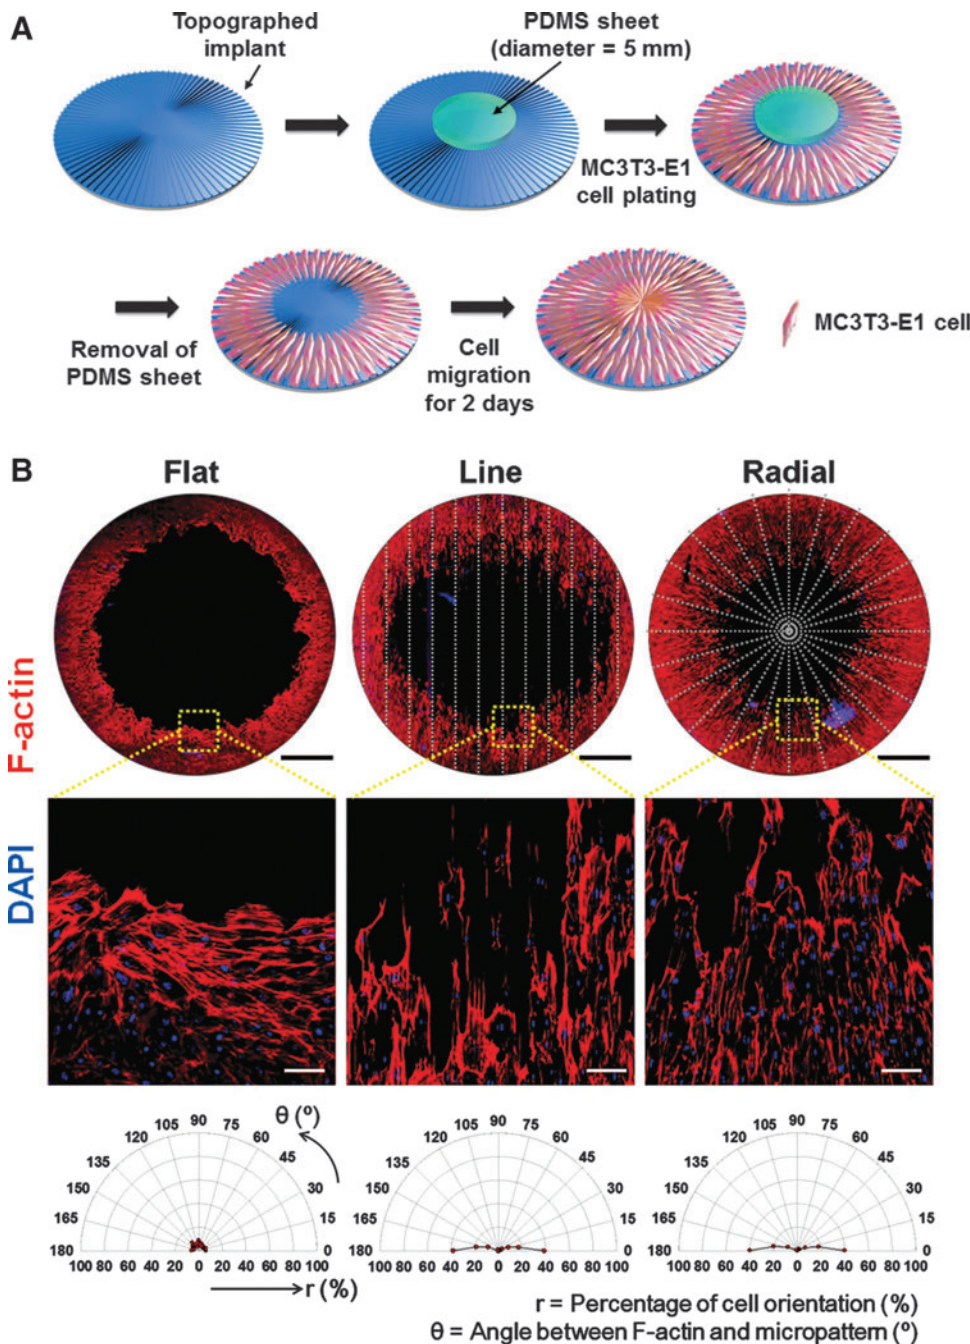 A
Topographed
implant
PDMS sheet
(diameter = 5 mm)
MC3T3-E1
cell plating
Removal of
PDMS sheet
Cell
migration
for 2 days
MC3T3-E1 cell
B
Flat Line Radial
F-actin
DAPI
θ (º)
0 15 30 45 60 75 90 105 120 135 150 165 180
100 80 60 40 20 0 20 40 60 80 100
r (%)
0 15 30 45 60 75 90 105 120 135 150 165 180
100 80 60 40 20 0 20 40 60 80 100
0 15 30 45 60 75 90 105 120 135 150 165 180
100 80 60 40 20 0 20 40 60 80 100
r = Percentage of cell orientation (%)
θ = Angle between F-actin and micropattern (º)